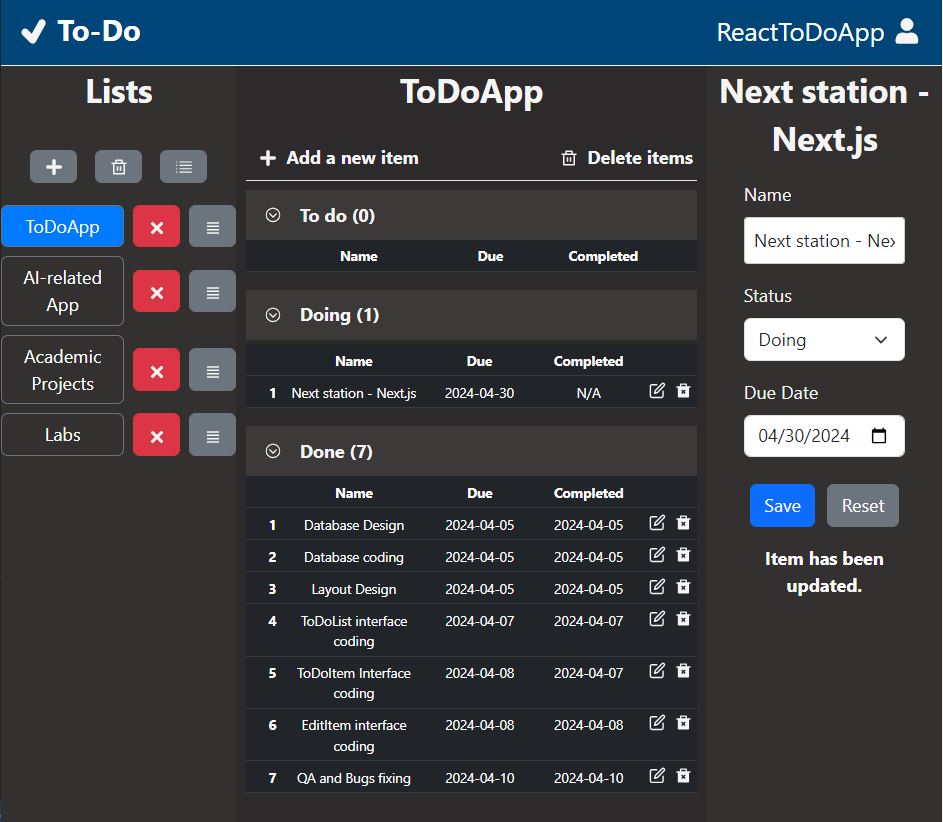 To-Do
ReactToDoApp
Lists
ToDoApp
AI-related
App
Academic
Projects
Labs
ToDoApp
Add a new item Delete items
To do (0)
Name Due Completed
Doing (1)
Name Due Completed
1 Next station - Next.js 2024-04-30 N/A
Done (7)
Name Due Completed
1 Database Design 2024-04-05 2024-04-05
2 Database coding 2024-04-05 2024-04-05
3 Layout Design 2024-04-05 2024-04-05
4 ToDoList interface 2024-04-07 2024-04-07
coding
5 ToDoItem Interface 2024-04-08 2024-04-07
coding
6 EditItem interface 2024-04-08 2024-04-08
coding
7 QA and Bugs fixing 2024-04-10 2024-04-10
Next station -
Next.js
Name
Next station - Nex
Status
Doing
Due Date
04/30/2024
Save Reset
Item has been
updated.